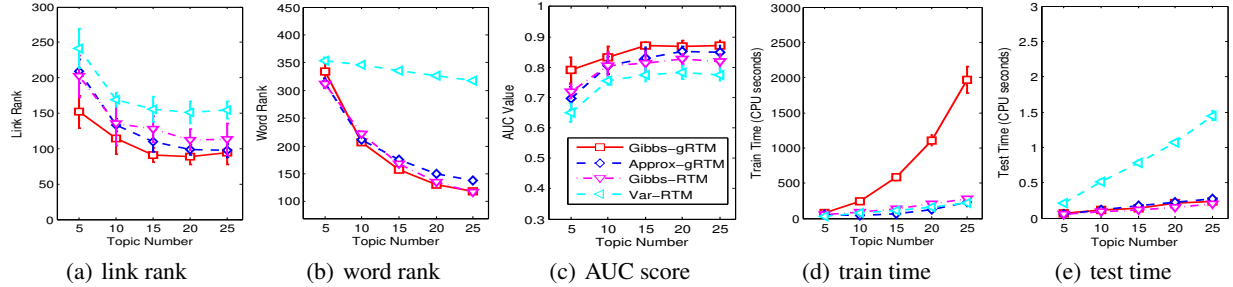 300
250
200
150
100
50
0
Link Rank
5 10 15 20 25
Topic Number
(a) link rank
450
400
350
300
250
200
150
100
Word Rank
5 10 15 20 25
Topic Number
(b) word rank
1
0.9
0.8
0.7
0.6
0.5
0.4
0.3
AUC Value
Gibbs−gRTM
Approx−gRTM
Gibbs−RTM
Var−RTM
5 10 15 20 25
Topic Number
(c) AUC score
3000
2500
2000
1500
1000
500
0
Train Time (CPU seconds)
5 10 15 20 25
Topic Number
(d) train time
3
2.5
2
1.5
1
0.5
0
Test Time (CPU seconds)
5 10 15 20 25
Topic Number
(e) test time